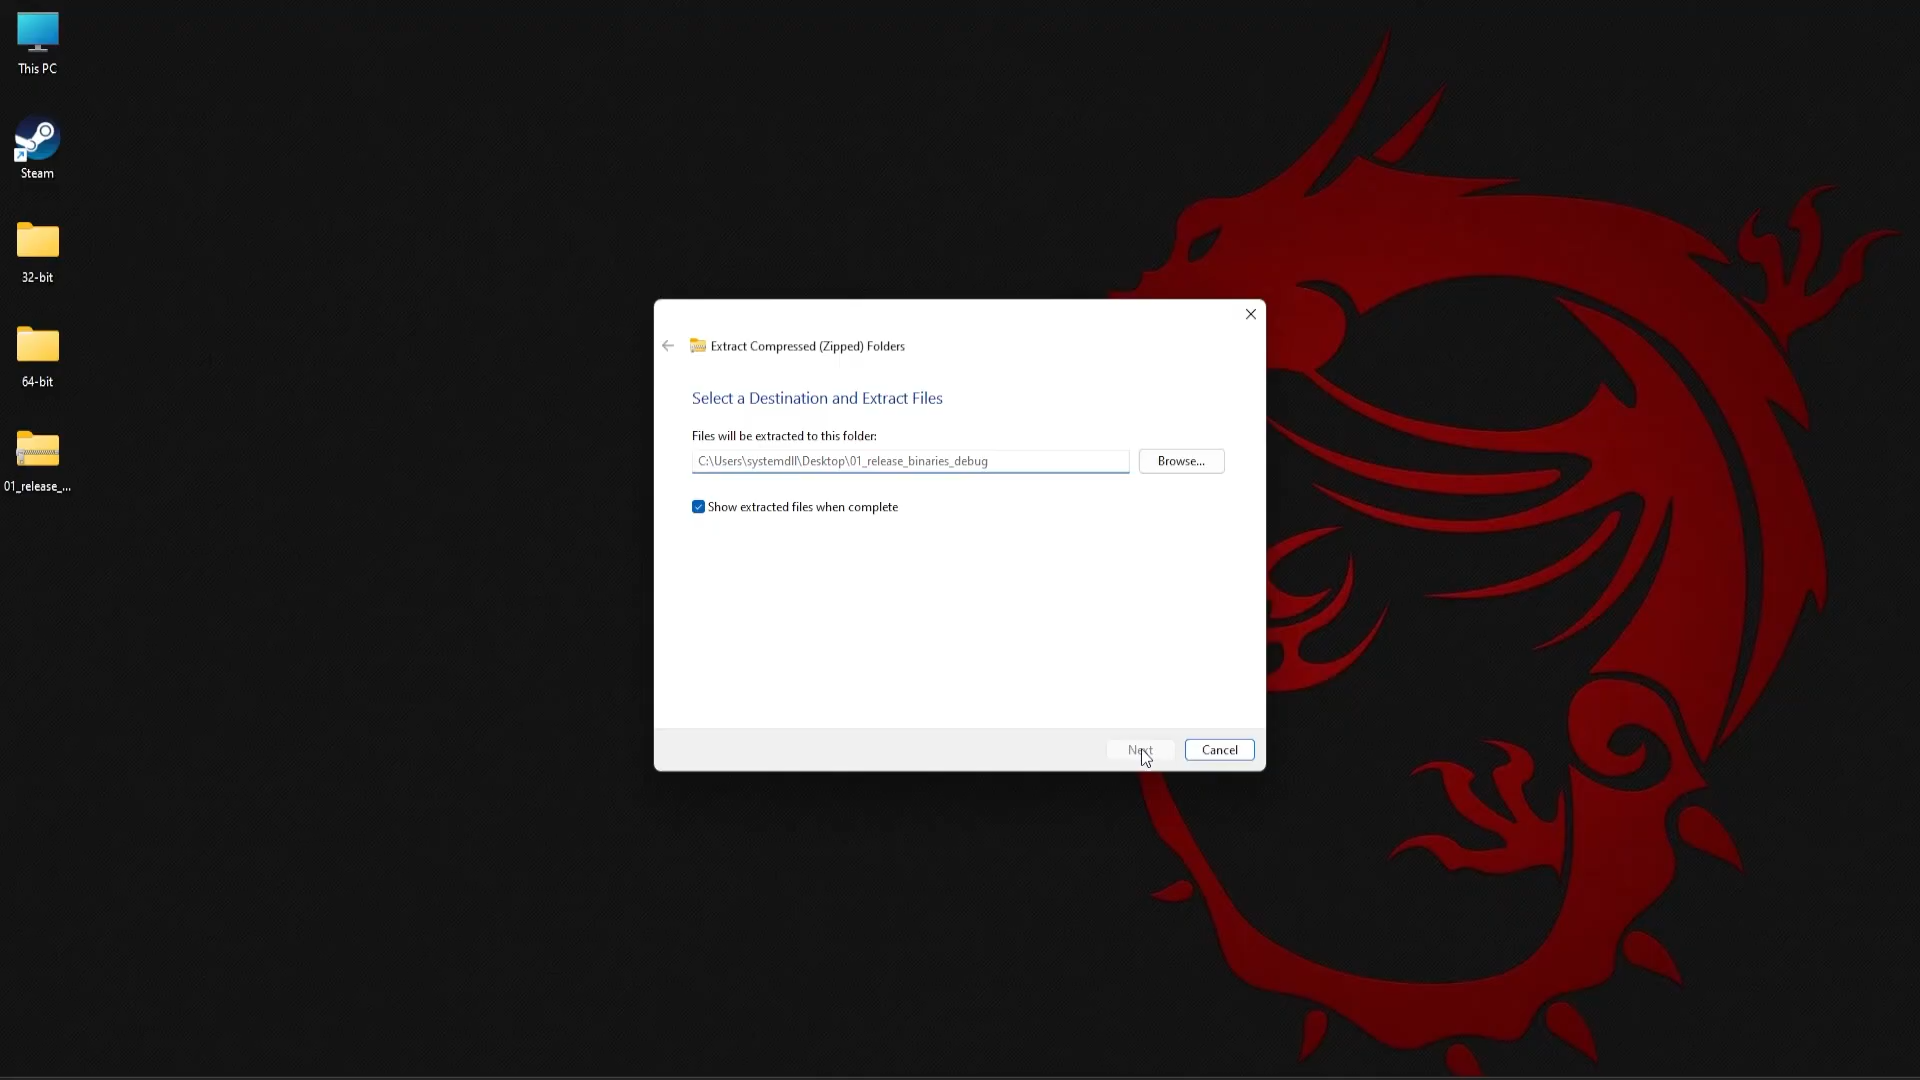 This PC
Steam
32-bit
64-bit
01_release_...
Extract Compressed (Zipped) Folders
Select a Destination and Extract Files
Files will be extracted to this folder:
C:\Users\systemdll\Desktop\01_release_binaries_debug
Browse...
Show extracted files when complete
Next
Cancel